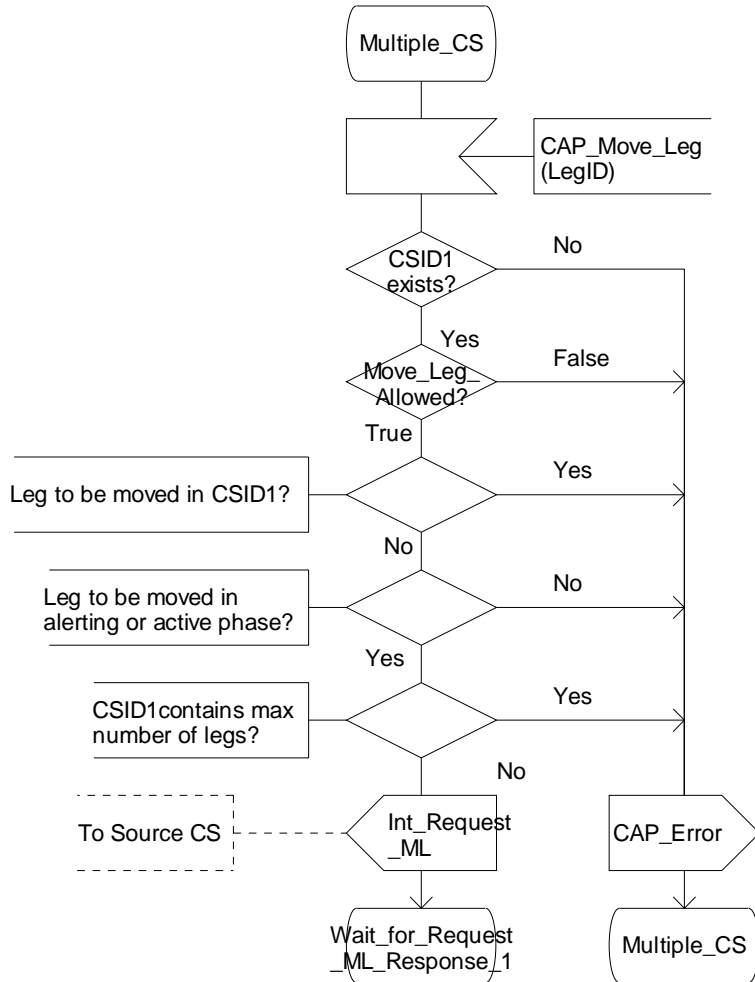 Multiple_CS
CAP_Move_Leg
(LegID)
CSID1
exists?
No
Yes
Move_Leg_
Allowed?
False
True
Leg to be moved in CSID1?
Yes
No
Leg to be moved in
alerting or active phase?
No
Yes
CSID1contains max
number of legs?
Yes
No
To Source CS
Int_Request
_ML
CAP_Error
Wait_for_Request
_ML_Response_1
Multiple_CS